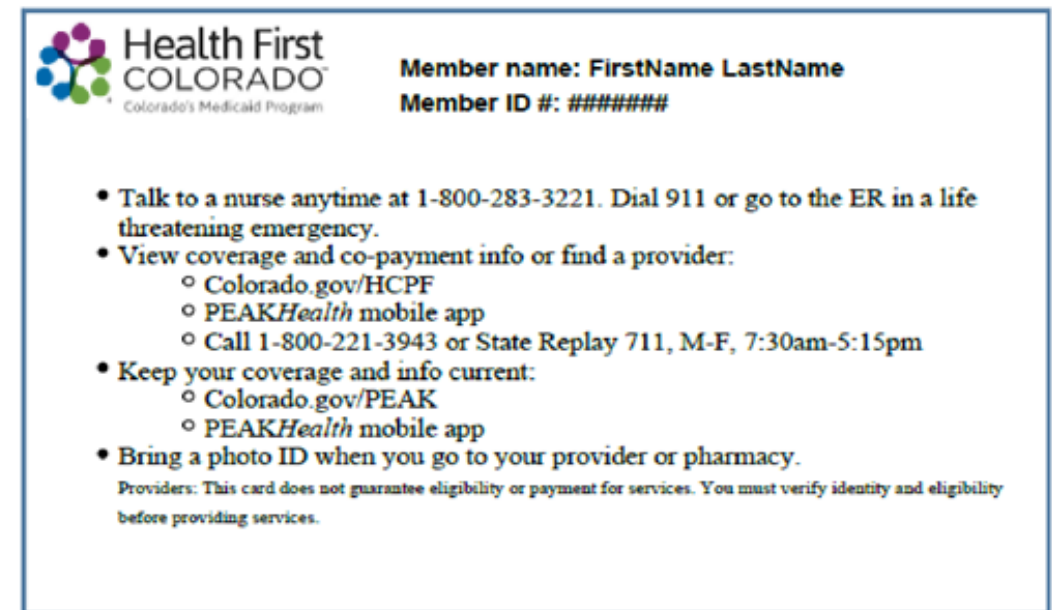 Health First
COLORADO™
Colorado's Medicaid Program
Member name: FirstName LastName
Member ID #: #######
• Talk to a nurse anytime at 1-800-283-3221. Dial 911 or go to the ER in a life
threatening emergency.
• View coverage and co-payment info or find a provider:
○ Colorado.gov/HCPF
○ PEAKHealth mobile app
○ Call 1-800-221-3943 or State Replay 711, M-F, 7:30am-5:15pm
• Keep your coverage and info current:
○ Colorado.gov/PEAK
○ PEAKHealth mobile app
• Bring a photo ID when you go to your provider or pharmacy.
Providers: This card does not guarantee eligibility or payment for services. You must verify identity and eligibility
before providing services.